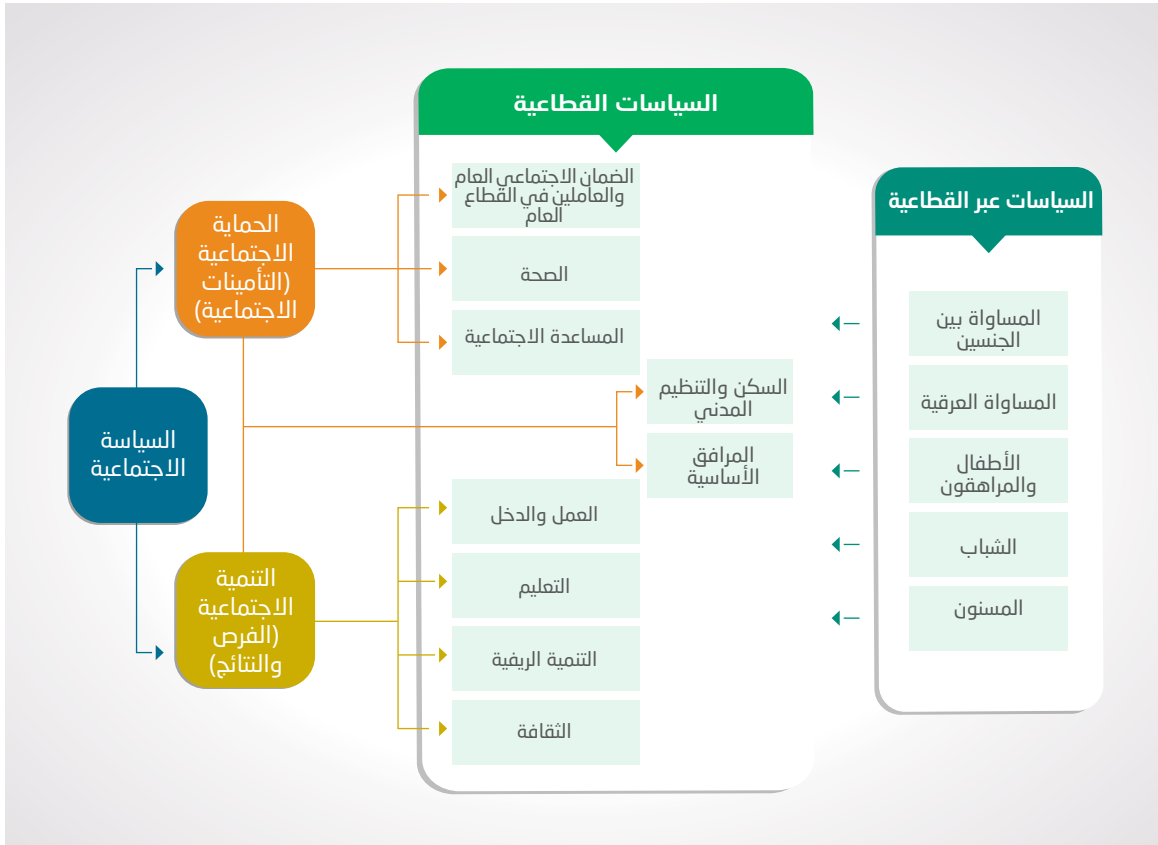 السياسات القطاعية
الضمان الاجتماعي العام
والعاملين في القطاع
العام
الصحة
المساعدة الاجتماعية
السكن والتنظيم
المدني
المرافق
الأساسية
العمل والدخل
التعليم
التنمية الريفية
الثقافة
السياسات عبر القطاعية
المساواة بين
الجنسين
المساواة العرقية
الأطفال
والمراهقون
الشباب
المسنون
الحماية
الاجتماعية
(التأمينات
الاجتماعية)
السياسة
الاجتماعية
التنمية
الاجتماعية
(الفرص
والنتائج)